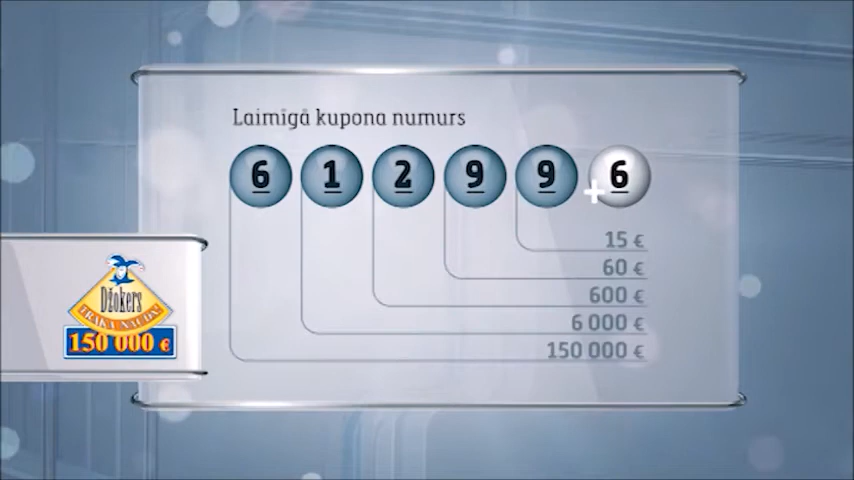 Laimīgā kupona numurs
6 1 2 9 9 + 6
15 €
60 €
600 €
6 000 €
150 000 €
Džokers
TRAKA NAUDA!
150 000 €